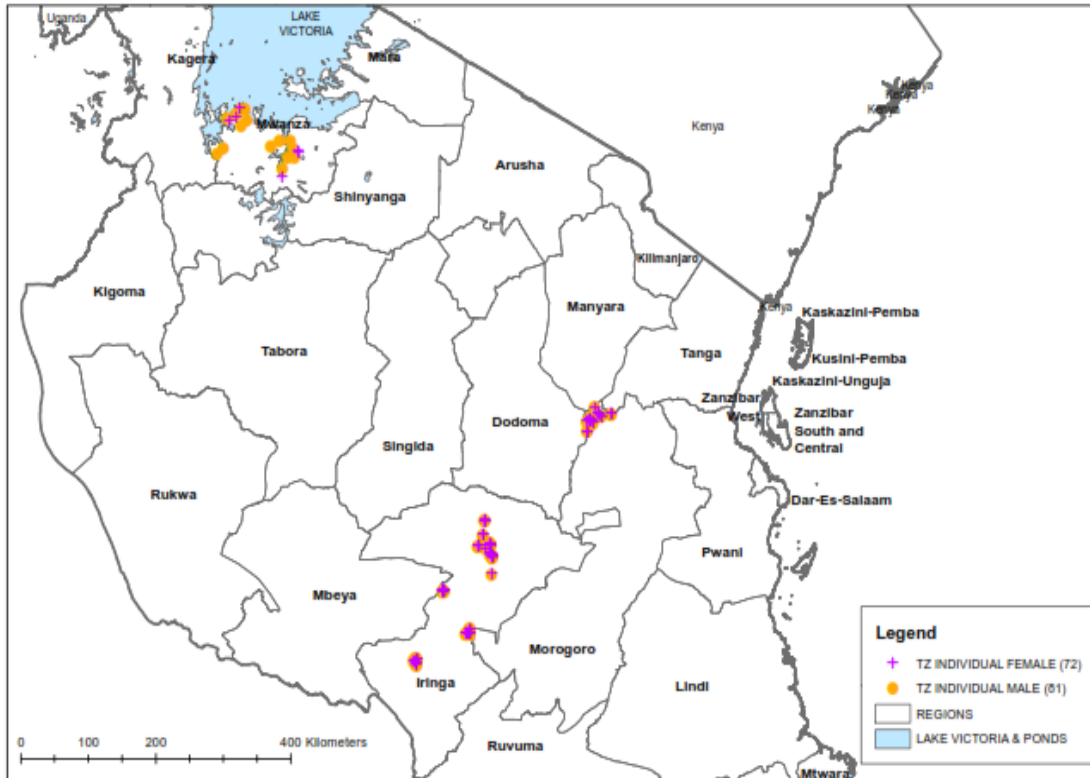 Uganda
LAKE
VICTORIA
Kagera
Mara
Kenya
Kenya
Kenya
Mwanza
Kenya
Arusha
Shinyanga
Kilimanjaro
Kigoma
Manyara
Kenya
Kaskazini-Pemba
Tabora
Tanga
Kusini-Pemba
Kaskazini-Unguja
Zanzibar
West
Dodoma
Zanzibar
South and
Central
Singida
Rukwa
Dar-Es-Salaam
Pwani
Mbeya
Morogoro
Iringa
Lindi
Ruvuma
Mtwara
Legend
TZ INDIVIDUAL FEMALE (72)
TZ INDIVIDUAL MALE (81)
REGIONS
LAKE VICTORIA & PONDS
0 100 200 400 Kilometers